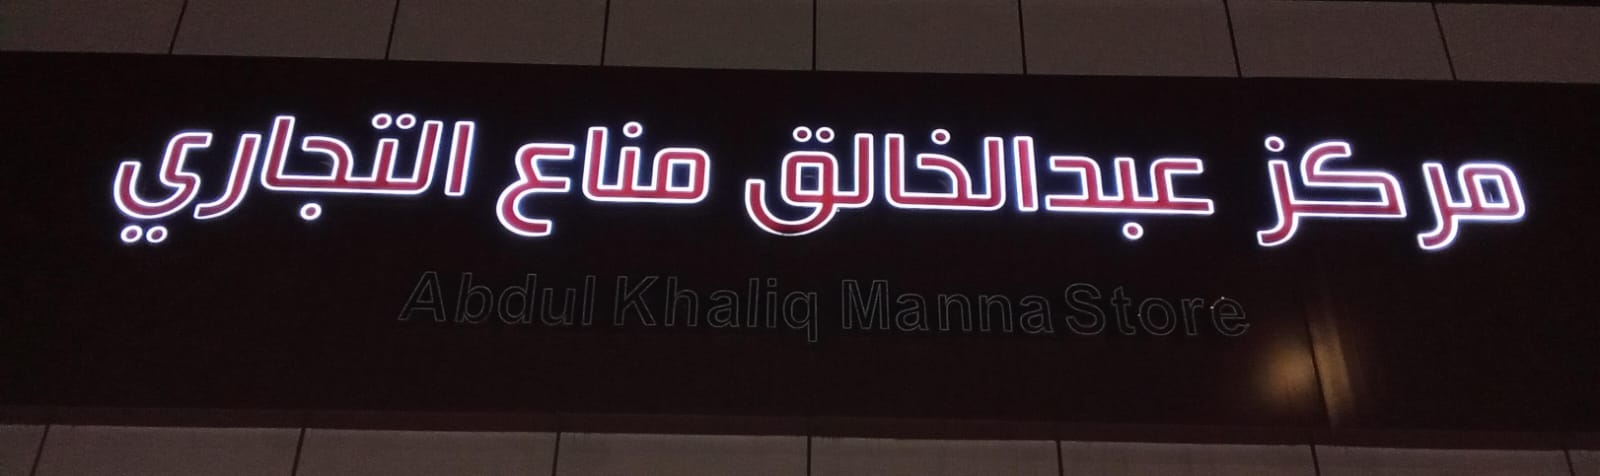 مركز عبدالخالق مناع التجاري
Abdul Khaliq Manna Store